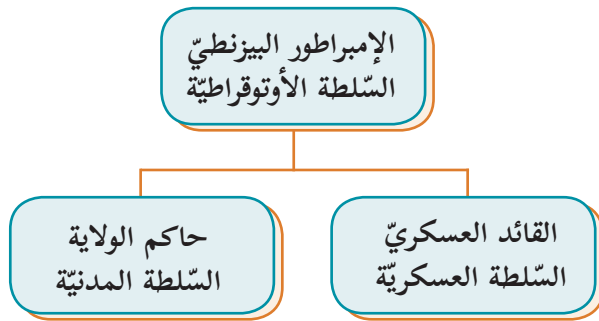 الإمبراطور البيزنطيّ
السّلطة الأوتوقراطيّة
القائد العسكريّ
السّلطة العسكريّة
حاكم الولاية
السّلطة المدنيّة